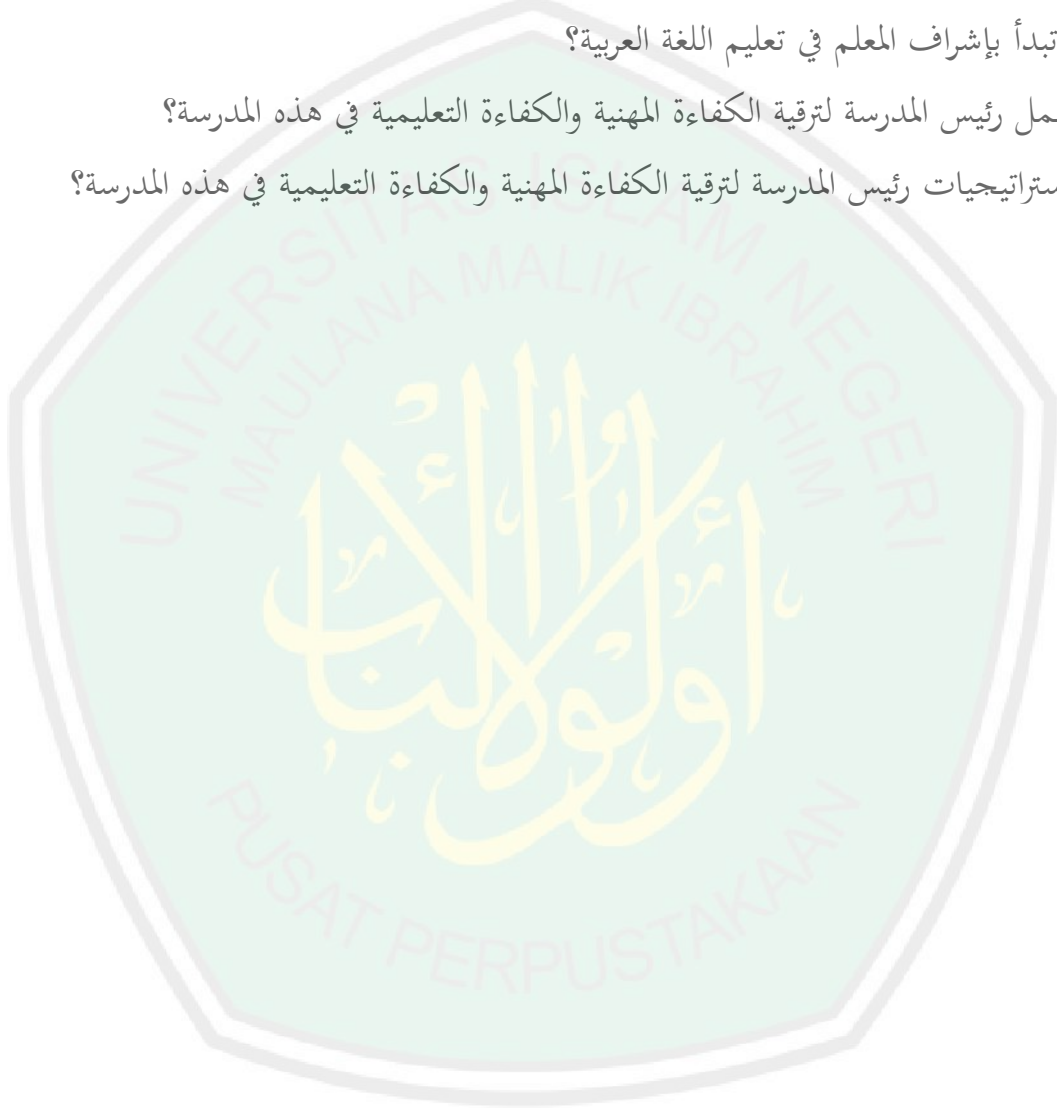 تبدأ بإشراف المعلم في تعليم اللغة العربية؟
مل رئيس المدرسة لترقية الكفاءة المهنية والكفاءة التعليمية في هذه المدرسة؟
ستراتيجيات رئيس المدرسة لترقية الكفاءة المهنية والكفاءة التعليمية في هذه المدرسة؟
UNIVERSITAS ISLAM NEGERI
MAULANA MALIK IBRAHIM
أولوا الألباب
PUSAT PERPUSTAKAAN